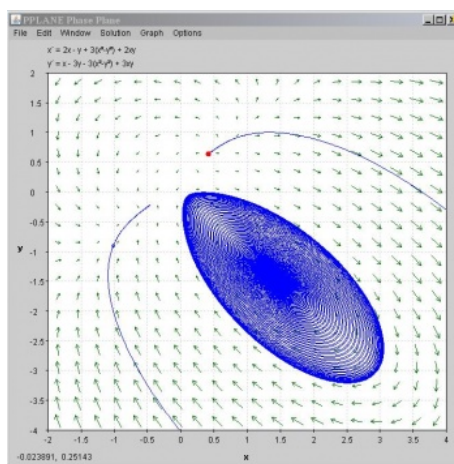 PPLANE Phase Plane
File Edit Window Solution Graph Options
x' = 2x - y + 3(x²-y²) + 2xy
y' = x - 3y - 3(x²-y²) + 3xy
2
1.5
1
0.5
0
-0.5
-1
-1.5
-2
-2.5
-3
-3.5
-4
y
-2 -1.5 -1 -0.5 0 0.5 1 1.5 2 2.5 3 3.5 4
x
-0.023891, 0.25143